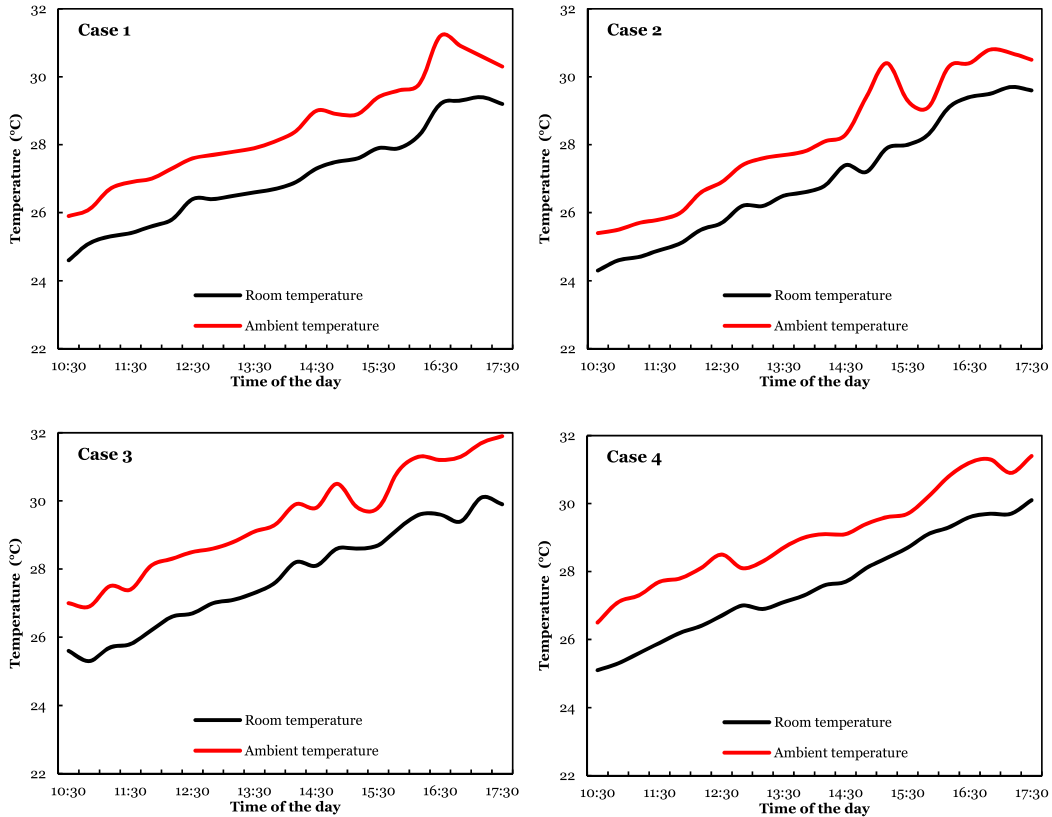 Case 1
32
30
28
26
24
22
Temperature (°C)
Room temperature
Ambient temperature
10:30 11:30 12:30 13:30 14:30 15:30 16:30 17:30
Time of the day
Case 2
32
30
28
26
24
22
Temperature (°C)
Room temperature
Ambient temperature
10:30 11:30 12:30 13:30 14:30 15:30 16:30 17:30
Time of the day
Case 3
32
30
28
26
24
22
Temperature (°C)
Room temperature
Ambient temperature
10:30 11:30 12:30 13:30 14:30 15:30 16:30 17:30
Time of the day
Case 4
32
30
28
26
24
22
Temperature (°C)
Room temperature
Ambient temperature
10:30 11:30 12:30 13:30 14:30 15:30 16:30 17:30
Time of the day